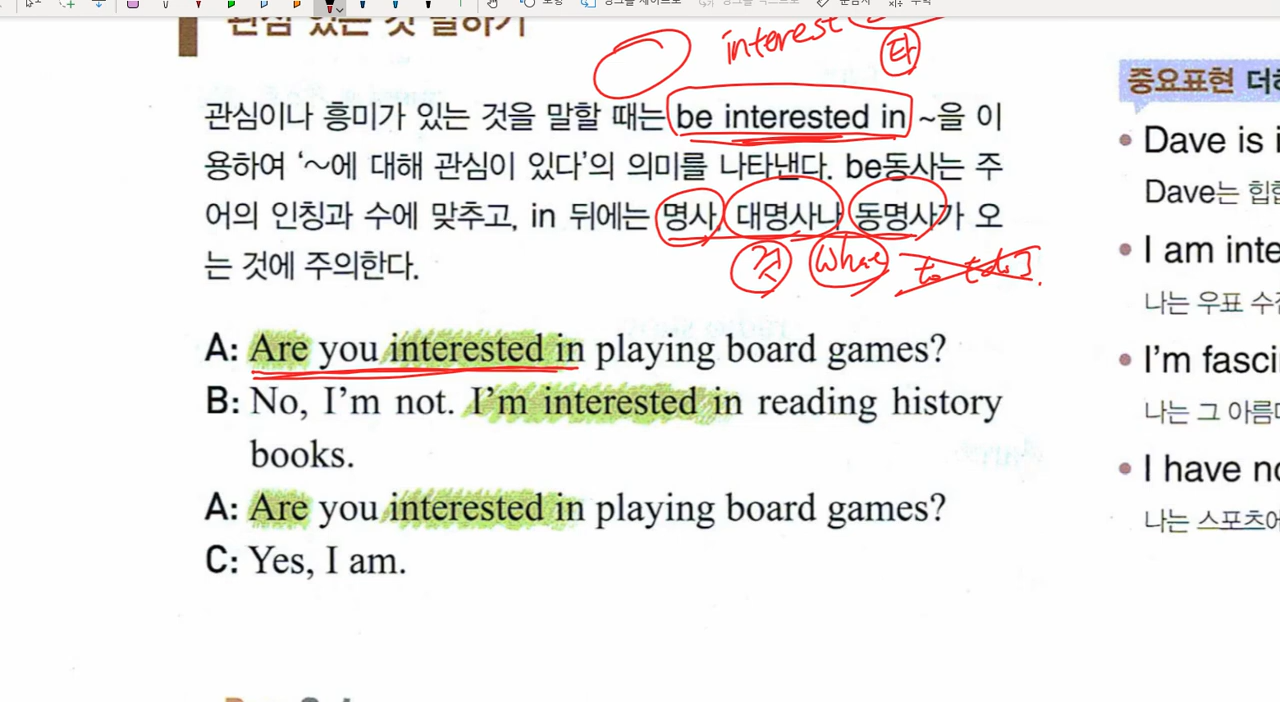 관심 있는 것 말하기
interest
타
중요표현 더하
관심이나 흥미가 있는 것을 말할 때는 be interested in ~을 이
용하여 ‘~에 대해 관심이 있다’의 의미를 나타낸다. be동사는 주
어의 인칭과 수에 맞추고, in 뒤에는 명사, 대명사나 동명사가 오
는 것에 주의한다.
것 what
A: Are you interested in playing board games?
B: No, I’m not. I’m interested in reading history
books.
A: Are you interested in playing board games?
C: Yes, I am.
Dave is i
Dave는 힙합
I am inte
나는 우표 수
I’m fasci
나는 그 아름
I have no
나는 스포츠에